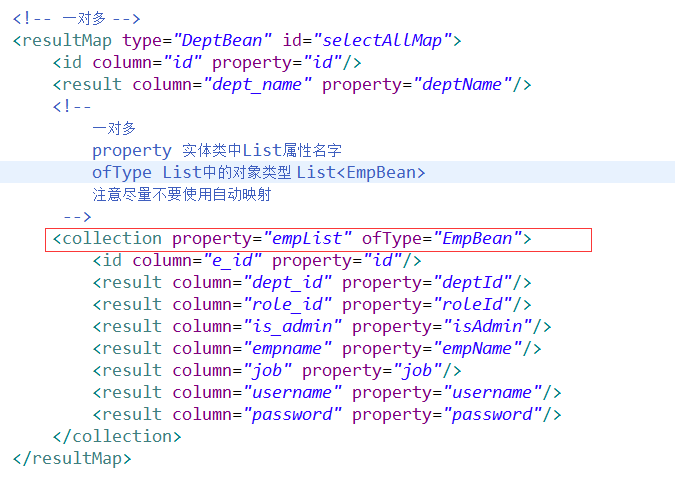 <!-- 一对多 -->
<resultMap type="DeptBean" id="selectAllMap">
<id column="id" property="id"/>
<result column="dept_name" property="deptName"/>
<!--
一对多
property 实体类中List属性名字
ofType List中的对象类型 List<EmpBean>
注意尽量不要使用自动映射
-->
<collection property="empList" ofType="EmpBean">
<id column="e_id" property="id"/>
<result column="dept_id" property="deptId"/>
<result column="role_id" property="roleId"/>
<result column="is_admin" property="isAdmin"/>
<result column="empname" property="empName"/>
<result column="job" property="job"/>
<result column="username" property="username"/>
<result column="password" property="password"/>
</collection>
</resultMap>